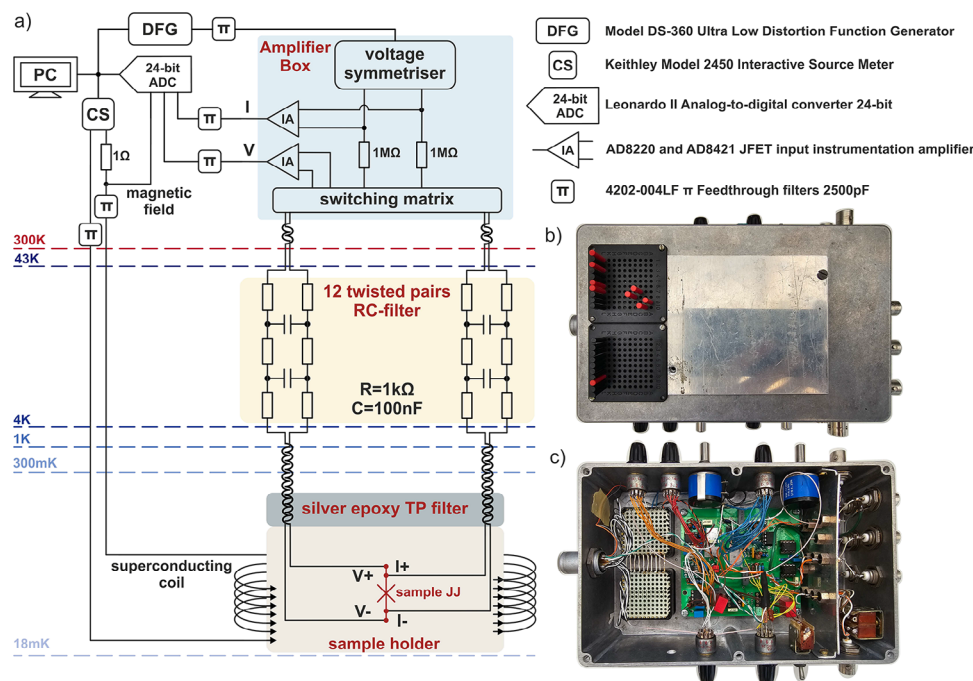 a)
DFG
π
Amplifier
Box
voltage
symmetriser
PC
24-bit
ADC
CS
π
I
IA
1Ω
π
V
IA
1MΩ
1MΩ
π
magnetic
field
π
switching matrix
300K
43K
12 twisted pairs
RC-filter
R=1kΩ
C=100nF
4K
1K
300mK
silver epoxy TP filter
superconducting
coil
V+
I+
sample JJ
V-
I-
sample holder
18mK
DFG
Model DS-360 Ultra Low Distortion Function Generator
CS
Keithley Model 2450 Interactive Source Meter
24-bit
ADC
Leonardo II Analog-to-digital converter 24-bit
IA
AD8220 and AD8421 JFET input instrumentation amplifier
π
4202-004LF π Feedthrough filters 2500pF
b)
c)